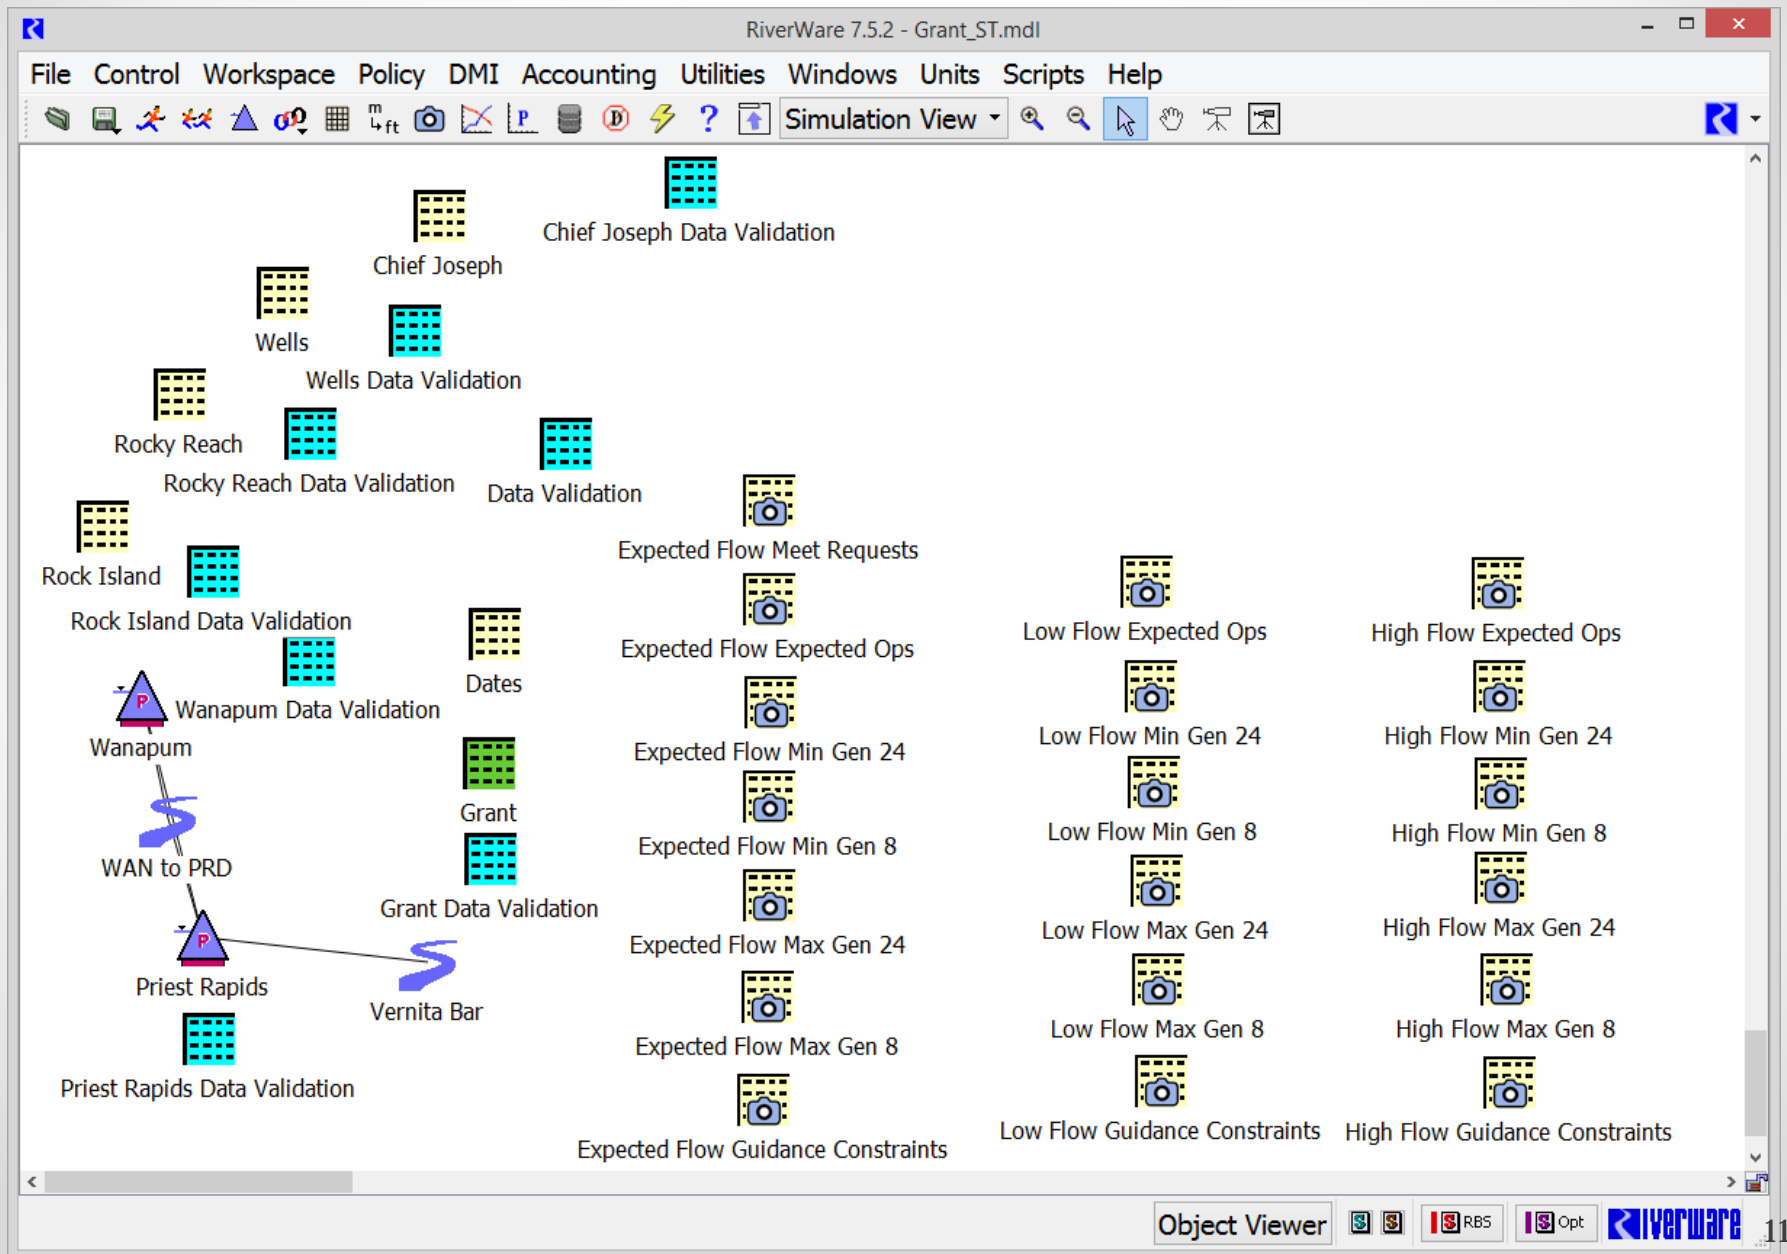 RiverWare 7.5.2 - Grant_ST.mdl
File Control Workspace Policy DMI Accounting Utilities Windows Units Scripts Help
m ft P D ? Simulation View
Chief Joseph Data Validation
Chief Joseph
Wells
Wells Data Validation
Rocky Reach
Rocky Reach Data Validation
Data Validation
Rock Island
Rock Island Data Validation
P
Wanapum Data Validation
Wanapum
WAN to PRD
P
Priest Rapids
Vernita Bar
Priest Rapids Data Validation
Dates
Grant
Grant Data Validation
Expected Flow Meet Requests
Expected Flow Expected Ops
Expected Flow Min Gen 24
Expected Flow Min Gen 8
Expected Flow Max Gen 24
Expected Flow Max Gen 8
Expected Flow Guidance Constraints
Low Flow Expected Ops
Low Flow Min Gen 24
Low Flow Min Gen 8
Low Flow Max Gen 24
Low Flow Max Gen 8
Low Flow Guidance Constraints
High Flow Expected Ops
High Flow Min Gen 24
High Flow Min Gen 8
High Flow Max Gen 24
High Flow Max Gen 8
High Flow Guidance Constraints
Object Viewer S S S RBS S Opt RIVERWARE 11